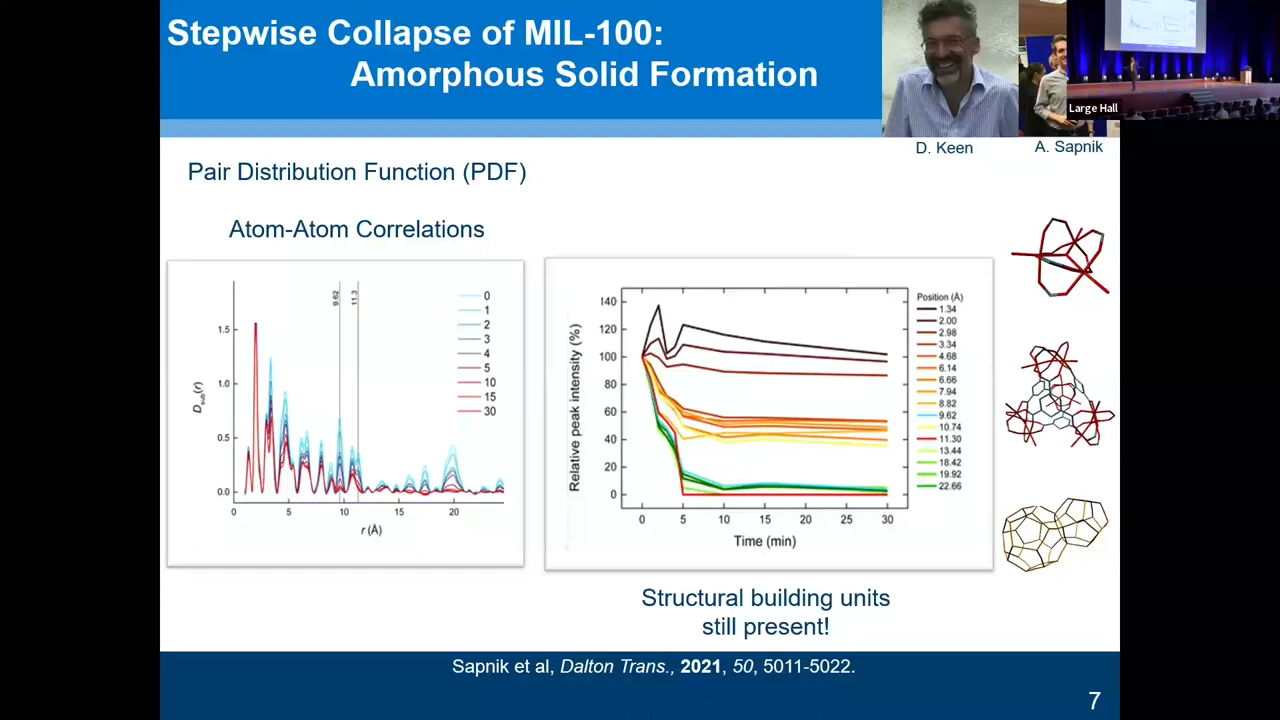 Stepwise Collapse of MIL-100:
Amorphous Solid Formation
Large Hall
D. Keen
A. Sapnik
Pair Distribution Function (PDF)
Atom-Atom Correlations
9.62
11.3
0
1
2
3
4
5
10
15
30
1.5
1.0
0.5
0.0
Dsub(r)
0 5 10 15 20
r (Å)
Relative peak intensity (%)
140
120
100
80
60
40
20
0
0 5 10 15 20 25 30
Time (min)
Position (Å)
1.34
2.00
2.98
3.34
4.68
6.14
6.66
7.94
8.82
9.62
10.74
11.30
13.44
18.42
19.92
22.66
Structural building units
still present!
Sapnik et al, Dalton Trans., 2021, 50, 5011-5022.
7